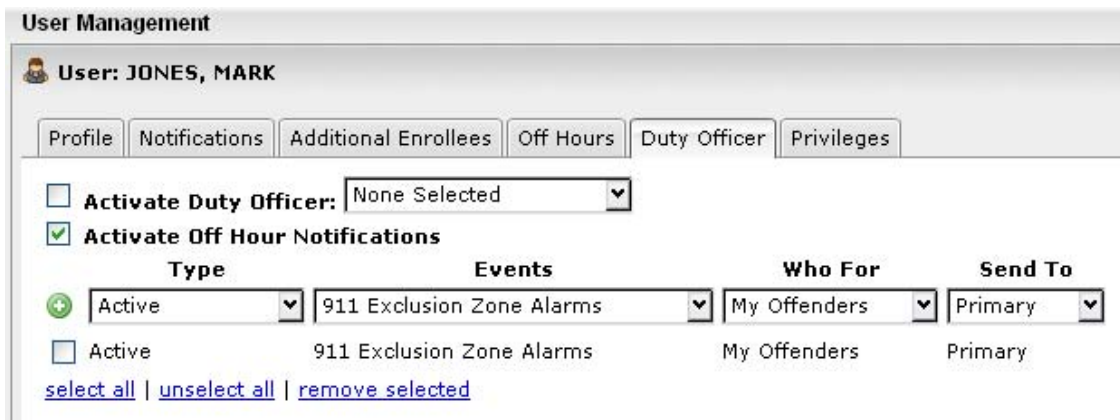 User Management
User: JONES, MARK
Profile Notifications Additional Enrollees Off Hours Duty Officer Privileges
Activate Duty Officer: None Selected
Activate Off Hour Notifications
Type Events Who For Send To
Active 911 Exclusion Zone Alarms My Offenders Primary
Active 911 Exclusion Zone Alarms My Offenders Primary
select all | unselect all | remove selected